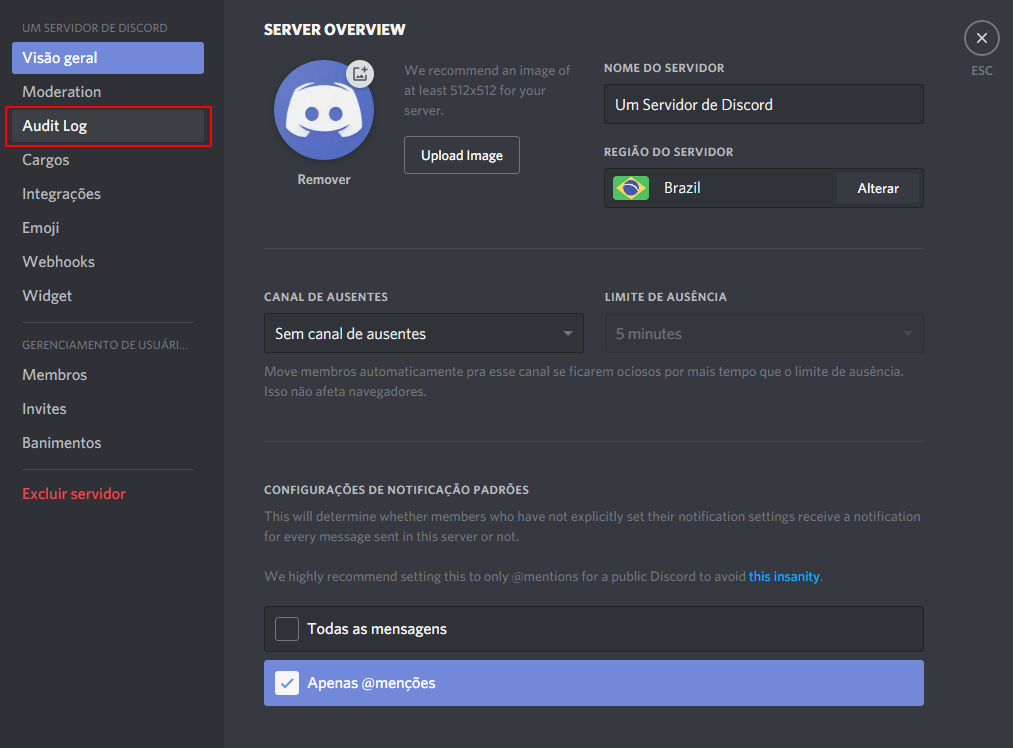 UM SERVIDOR DE DISCORD
Visão geral
Moderation
Audit Log
Cargos
Integrações
Emoji
Webhooks
Widget
GERENCIAMENTO DE USUÁRI...
Membros
Invites
Banimentos
Excluir servidor
SERVER OVERVIEW
We recommend an image of
at least 512x512 for your
server.
Upload Image
Remover
NOME DO SERVIDOR
Um Servidor de Discord
REGIÃO DO SERVIDOR
Brazil
Alterar
ESC
CANAL DE AUSENTES
Sem canal de ausentes
LIMITE DE AUSÊNCIA
5 minutes
Move membros automaticamente pra esse canal se ficarem ociosos por mais tempo que o limite de ausência.
Isso não afeta navegadores.
CONFIGURAÇÕES DE NOTIFICAÇÃO PADRÕES
This will determine whether members who have not explicitly set their notification settings receive a notification
for every message sent in this server or not.
We highly recommend setting this to only @mentions for a public Discord to avoid this insanity.
Todas as mensagens
Apenas @menções